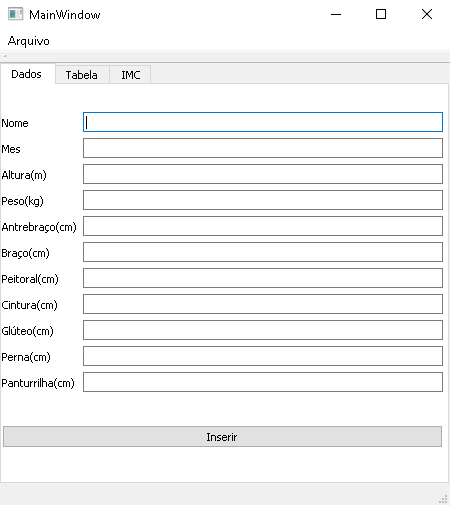 MainWindow
Arquivo
Dados Tabela IMC
Nome
Mes
Altura(m)
Peso(kg)
Antrebraço(cm)
Braço(cm)
Peitoral(cm)
Cintura(cm)
Glúteo(cm)
Perna(cm)
Panturrilha(cm)
Inserir